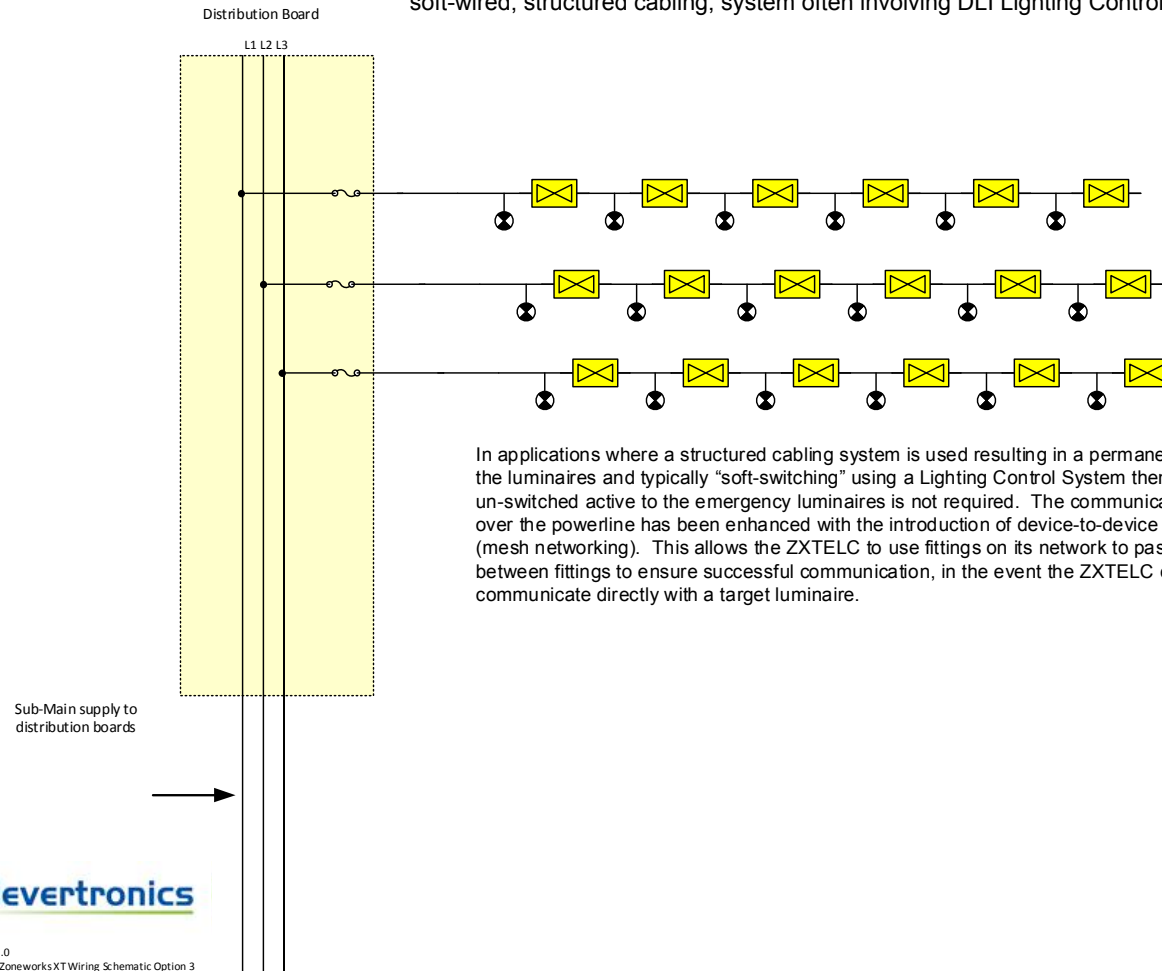 soft-wired, structured cabling, system often involving DLI Lighting Control
Distribution Board
L1 L2 L3
In applications where a structured cabling system is used resulting in a permane
the luminaires and typically “soft-switching” using a Lighting Control System ther
un-switched active to the emergency luminaires is not required. The communica
over the powerline has been enhanced with the introduction of device-to-device
(mesh networking). This allows the ZXTELC to use fittings on its network to pas
between fittings to ensure successful communication, in the event the ZXTELC
communicate directly with a target luminaire.
Sub-Main supply to
distribution boards
evertronics
.0
Zoneworks XT Wiring Schematic Option 3